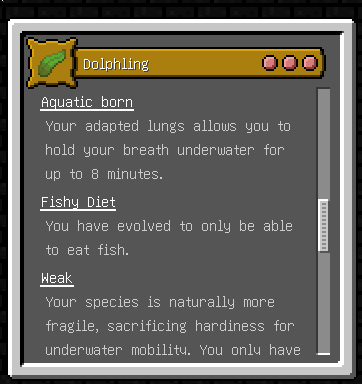 Dolphling
Aquatic born
Your adapted lungs allows you to
hold your breath underwater for
up to 8 minutes.
Fishy Diet
You have evolved to only be able
to eat fish.
Weak
Your species is naturally more
fragile, sacrificing hardiness for
underwater mobility. You only have